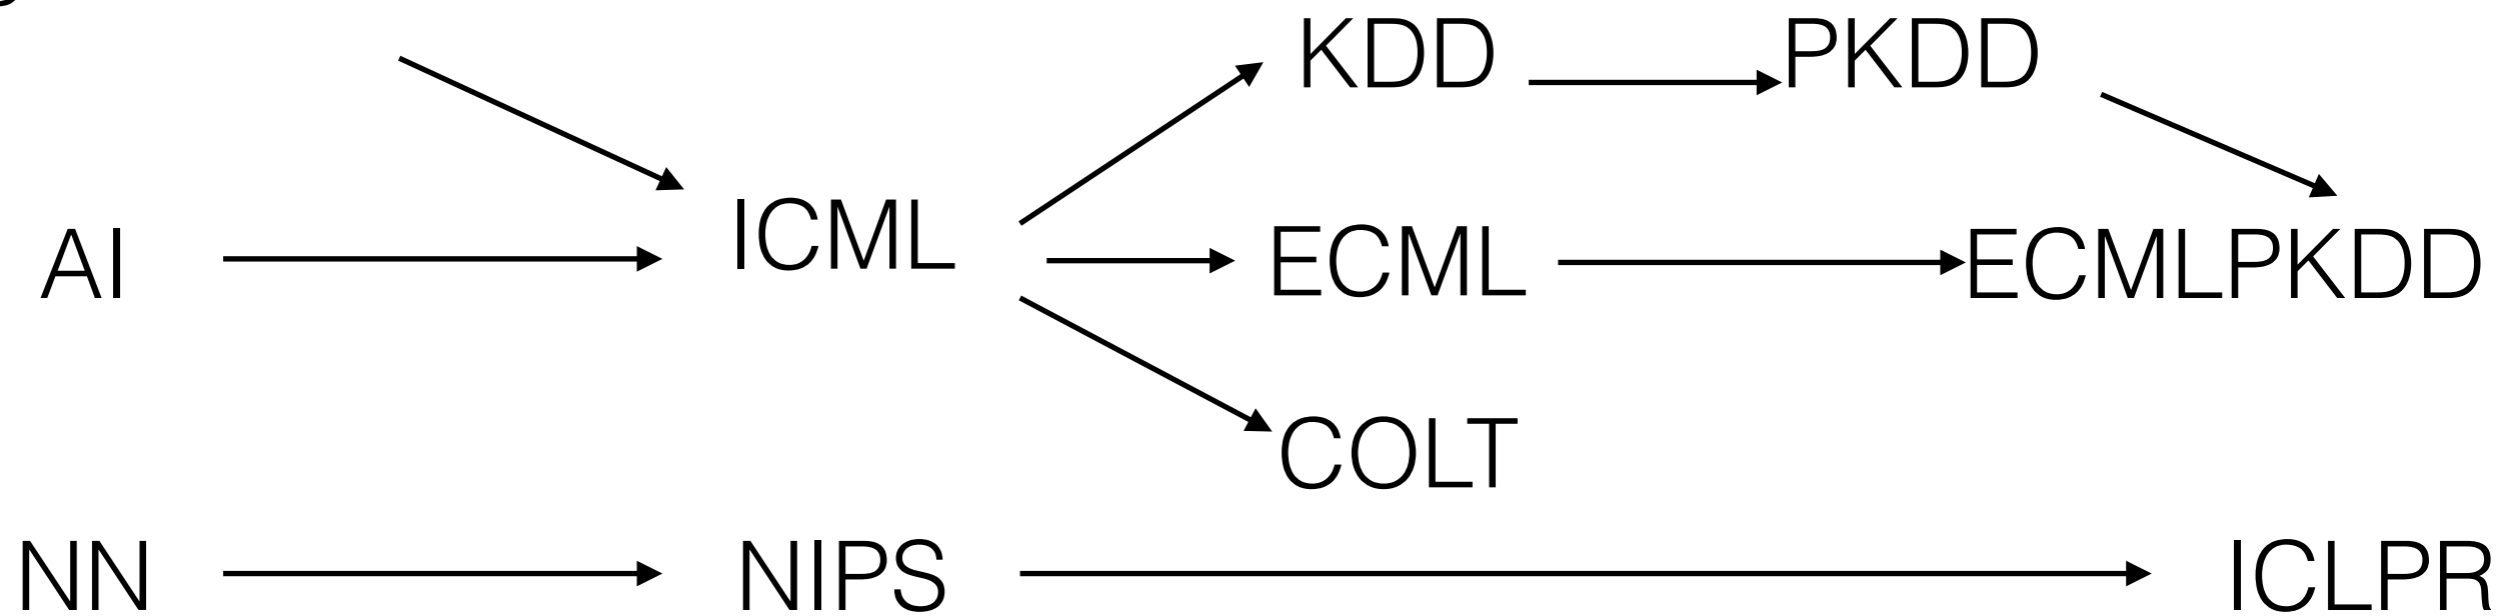 KDD PKDD
AI ICML ECML ECMLPKDD
COLT
NN NIPS ICLPR